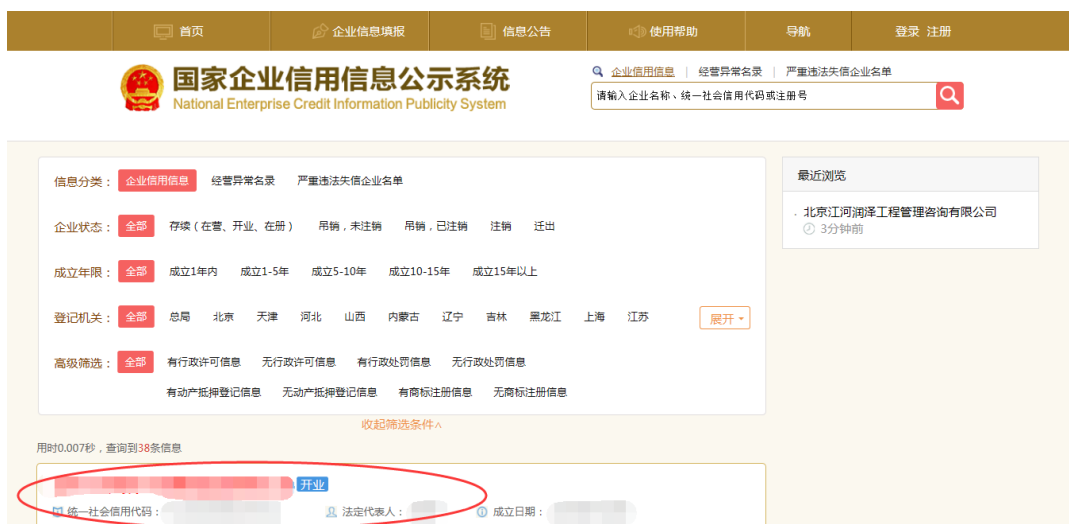 首页 企业信息填报 信息公告 使用帮助 导航 登录 注册
国家企业信用信息公示系统
National Enterprise Credit Information Publicity System
企业信用信息 | 经营异常名录 | 严重违法失信企业名单
请输入企业名称、统一社会信用代码或注册号
信息分类： 企业信用信息 经营异常名录 严重违法失信企业名单
企业状态： 全部 存续（在营、开业、在册） 吊销，未注销 吊销，已注销 注销 迁出
成立年限： 全部 成立1年内 成立1-5年 成立5-10年 成立10-15年 成立15年以上
登记机关： 全部 总局 北京 天津 河北 山西 内蒙古 辽宁 吉林 黑龙江 上海 江苏 展开
高级筛选： 全部 有行政许可信息 无行政许可信息 有行政处罚信息 无行政处罚信息
有动产抵押登记信息 无动产抵押登记信息 有商标注册信息 无商标注册信息
收起筛选条件
最近浏览
北京江河润泽工程管理咨询有限公司
3分钟前
用时0.007秒，查询到38条信息
开业
统一社会信用代码： 法定代表人： 成立日期：